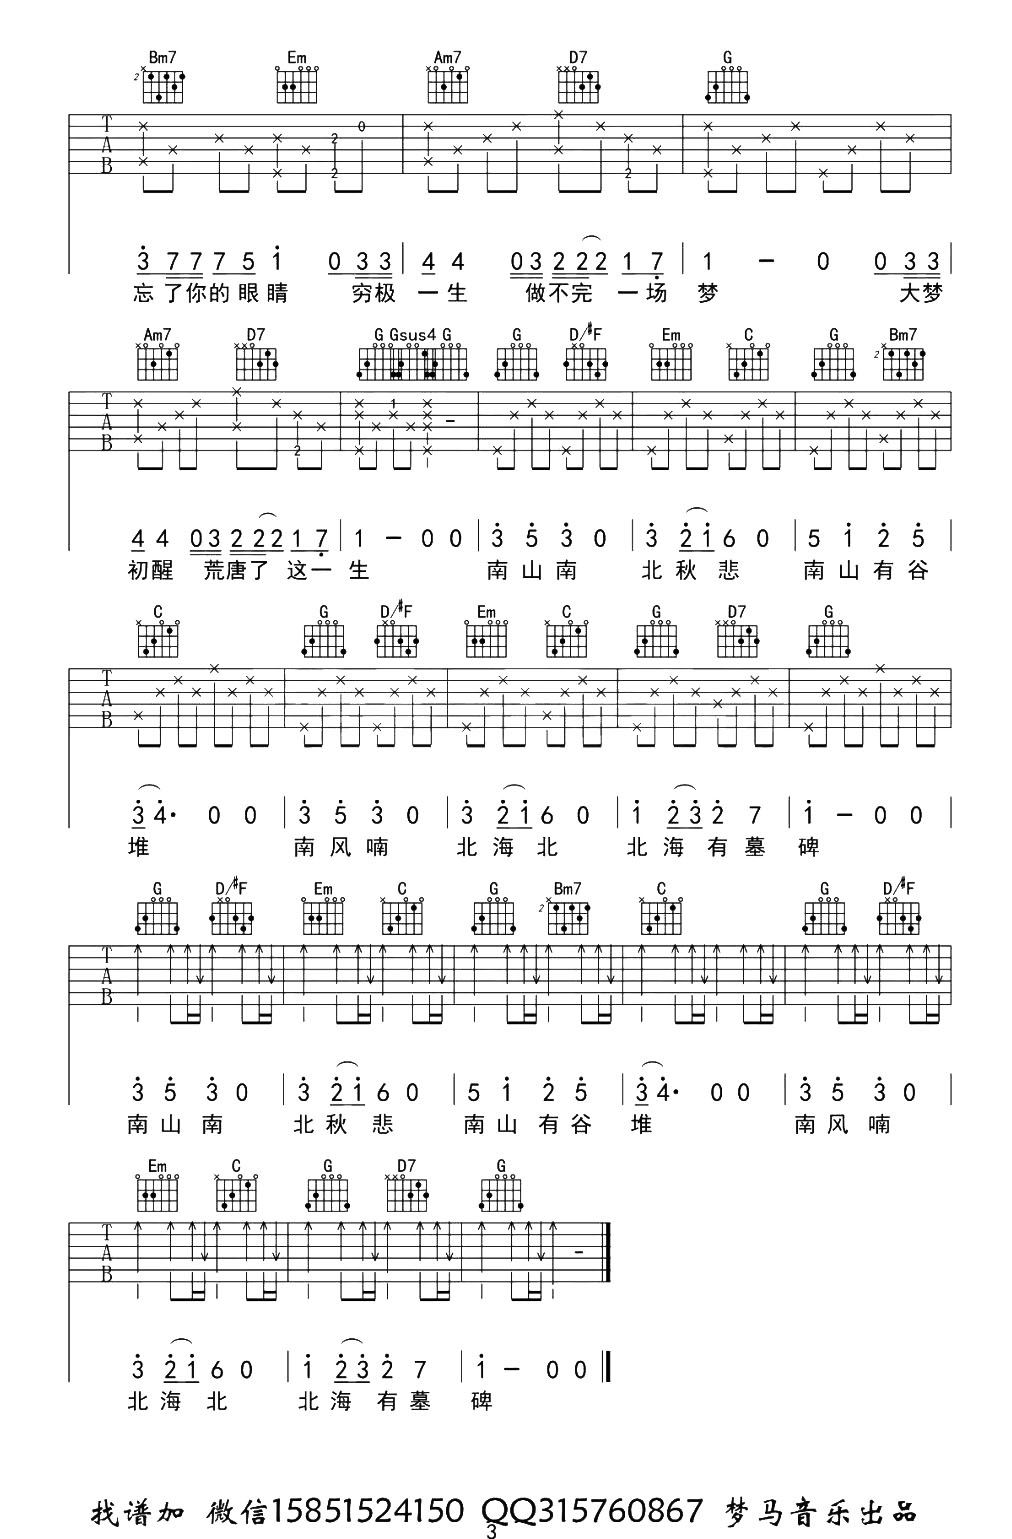 Bm7 Em Am7 D7 G
2
T A B 0 2 2 2 2
3 7 7 7 5 1 0 3 3 4 4 0 3 2 2 2 1 7 1 - 0 0 3 3
忘了你的眼睛 穷极一生 做不完一场梦 大梦
Am7 D7 G Gsus4 G G D/#F Em C G Bm7
2
T A B 2 1 -
4 4 0 3 2 2 2 1 7 1 - 0 0 3 5 3 0 3 2 1 6 0 5 1 2 5
初醒 荒唐了这一生 南山南 北秋悲 南山有谷
C G D/#F Em C G D7 G
T A B
3 4· 0 0 3 5 3 0 3 2 1 6 0 1 2 3 2 7 1 - 0 0
堆 南风喃 北海北 北海有墓碑
G D/#F Em C G Bm7 C G D/#F
2
T A B
3 5 3 0 3 2 1 6 0 5 1 2 5 3 4· 0 0 3 5 3 0
南山南 北秋悲 南山有谷堆 南风喃
Em C G D7 G
T A B -
3 2 1 6 0 1 2 3 2 7 1 - 0 0
北海北 北海有墓碑
找谱加 微信15851524150 QQ315760867 梦马音乐出品
3